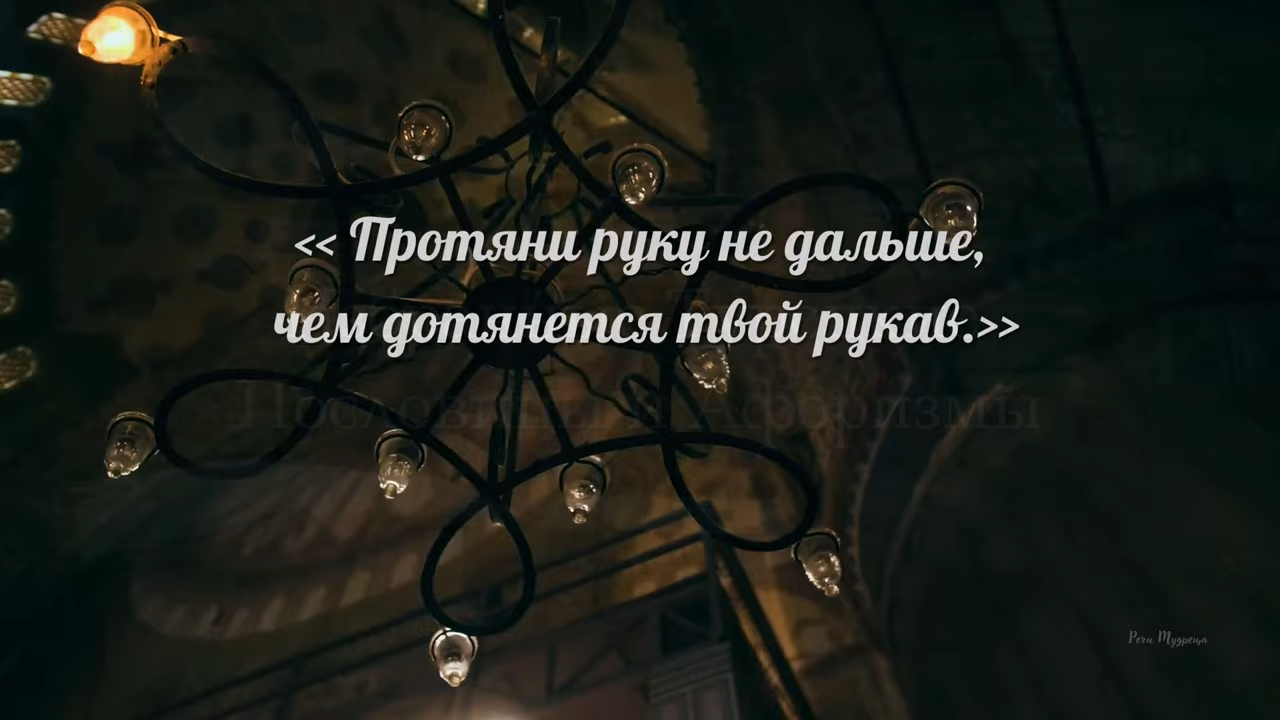 << Протяни руку не дальше,
чем дотянется твой рукав.>>
Пословицы и Афоризмы
Речи Мудреца